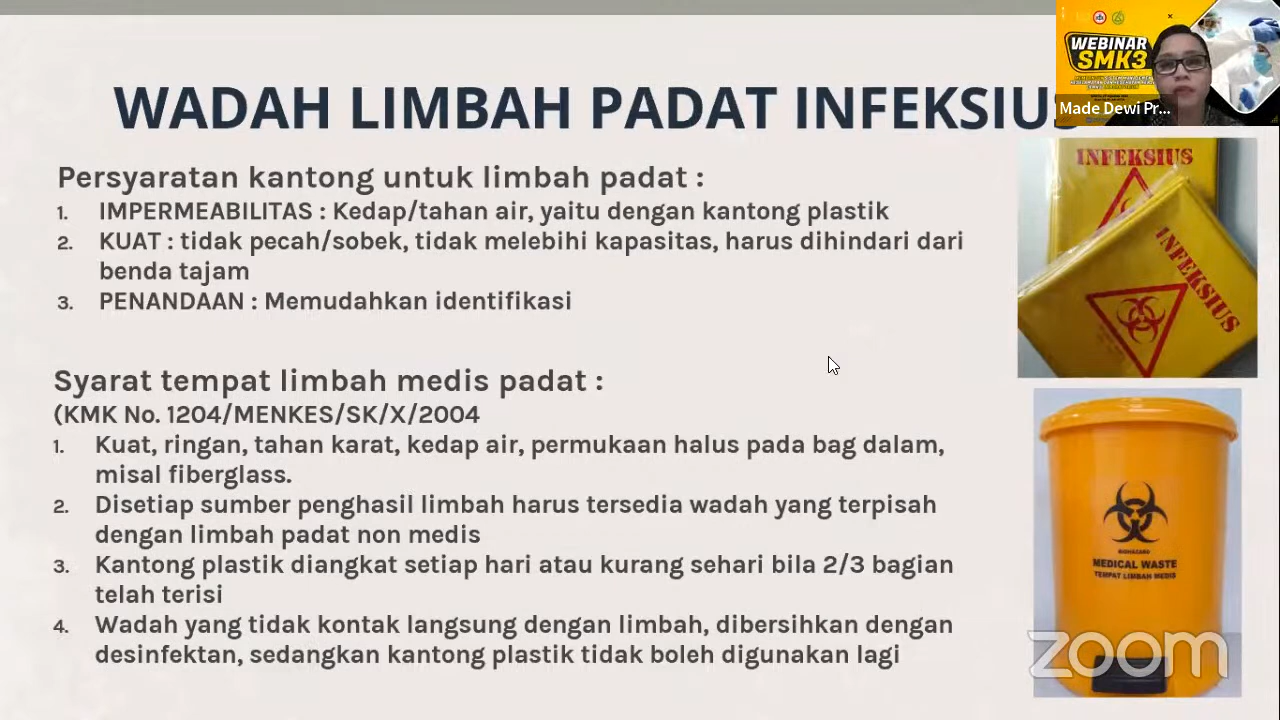 WADAH LIMBAH PADAT INFEKSIUS
Persyaratan kantong untuk limbah padat :
1. IMPERMEABILITAS : Kedap/tahan air, yaitu dengan kantong plastik
2. KUAT : tidak pecah/sobek, tidak melebihi kapasitas, harus dihindari dari
benda tajam
3. PENANDAAN : Memudahkan identifikasi
Syarat tempat limbah medis padat :
(KMK No. 1204/MENKES/SK/X/2004
1. Kuat, ringan, tahan karat, kedap air, permukaan halus pada bag dalam,
misal fiberglass.
2. Disetiap sumber penghasil limbah harus tersedia wadah yang terpisah
dengan limbah padat non medis
3. Kantong plastik diangkat setiap hari atau kurang sehari bila 2/3 bagian
telah terisi
4. Wadah yang tidak kontak langsung dengan limbah, dibersihkan dengan
desinfektan, sedangkan kantong plastik tidak boleh digunakan lagi
WEBINAR
SMK3
Made Dewi Pr...
INFEKSIUS
INFEKSIUS
BIOHAZARD
MEDICAL WASTE
TEMPAT LIMBAH MEDIS
zoom